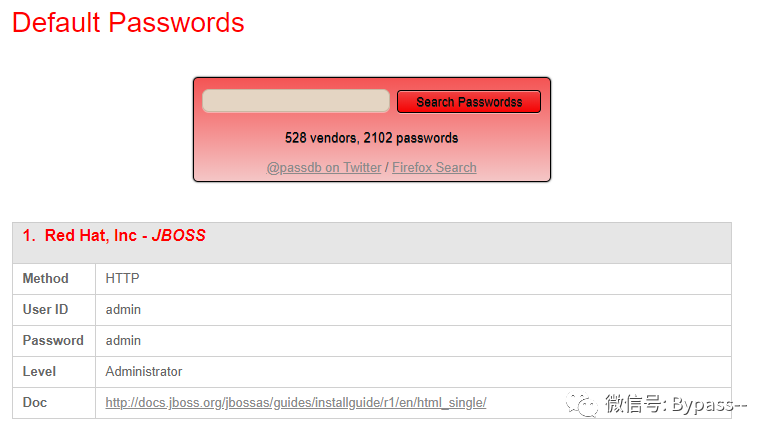 Default Passwords
Search Passwordss
528 vendors, 2102 passwords
@passdb on Twitter / Firefox Search
1. Red Hat, Inc - JBOSS
Method HTTP
User ID admin
Password admin
Level Administrator
Doc http://docs.jboss.org/jbossas/guides/installguide/r1/en/html_single/
微信号: Bypass--